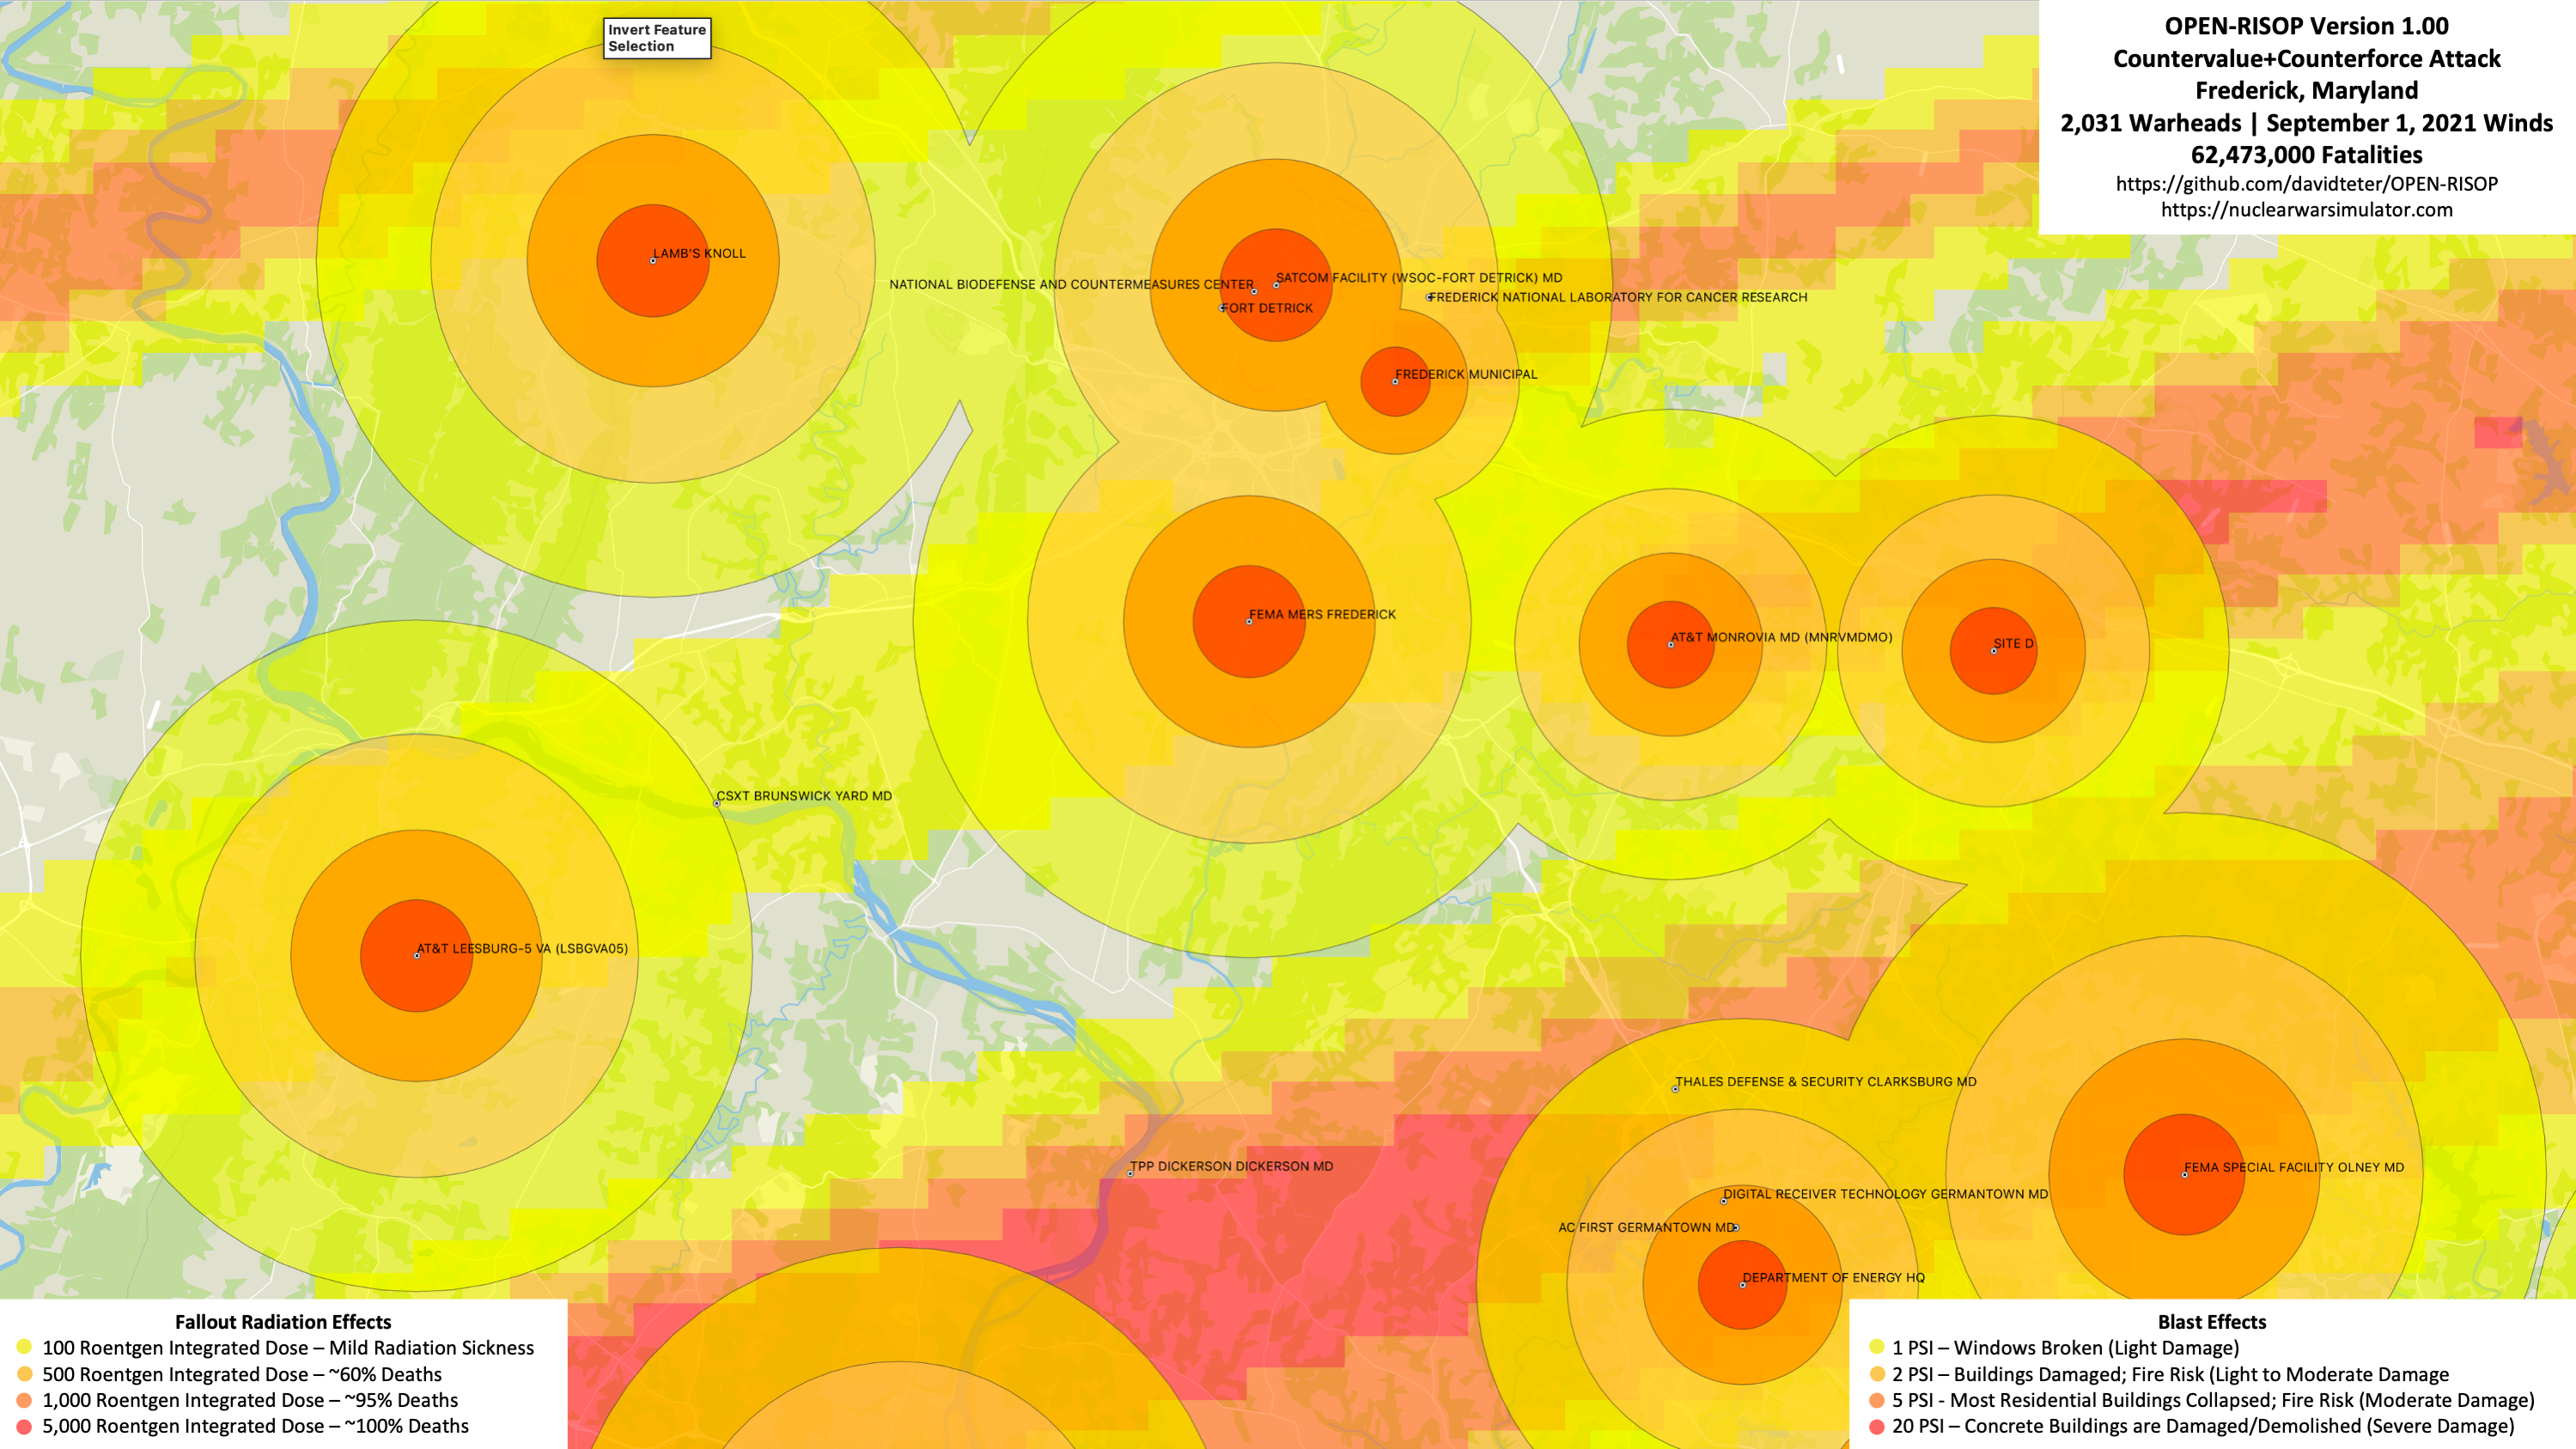 Invert Feature
Selection
OPEN-RISOP Version 1.00
Countervalue+Counterforce Attack
Frederick, Maryland
2,031 Warheads | September 1, 2021 Winds
62,473,000 Fatalities
https://github.com/davidteter/OPEN-RISOP
https://nuclearwarsimulator.com
LAMB'S KNOLL
SATCOM FACILITY (WSOC-FORT DETRICK) MD
NATIONAL BIODEFENSE AND COUNTERMEASURES CENTER
FREDERICK NATIONAL LABORATORY FOR CANCER RESEARCH
FORT DETRICK
FREDERICK MUNICIPAL
FEMA MERS FREDERICK
AT&T MONROVIA MD (MNRVMDMO)
SITE D
CSXT BRUNSWICK YARD MD
AT&T LEESBURG-5 VA (LSBGVA05)
THALES DEFENSE & SECURITY CLARKSBURG MD
TPP DICKERSON DICKERSON MD
FEMA SPECIAL FACILITY OLNEY MD
DIGITAL RECEIVER TECHNOLOGY GERMANTOWN MD
AC FIRST GERMANTOWN MD
DEPARTMENT OF ENERGY HQ
Fallout Radiation Effects
100 Roentgen Integrated Dose – Mild Radiation Sickness
500 Roentgen Integrated Dose – ~60% Deaths
1,000 Roentgen Integrated Dose – ~95% Deaths
5,000 Roentgen Integrated Dose – ~100% Deaths
Blast Effects
1 PSI – Windows Broken (Light Damage)
2 PSI – Buildings Damaged; Fire Risk (Light to Moderate Damage
5 PSI - Most Residential Buildings Collapsed; Fire Risk (Moderate Damage)
20 PSI – Concrete Buildings are Damaged/Demolished (Severe Damage)